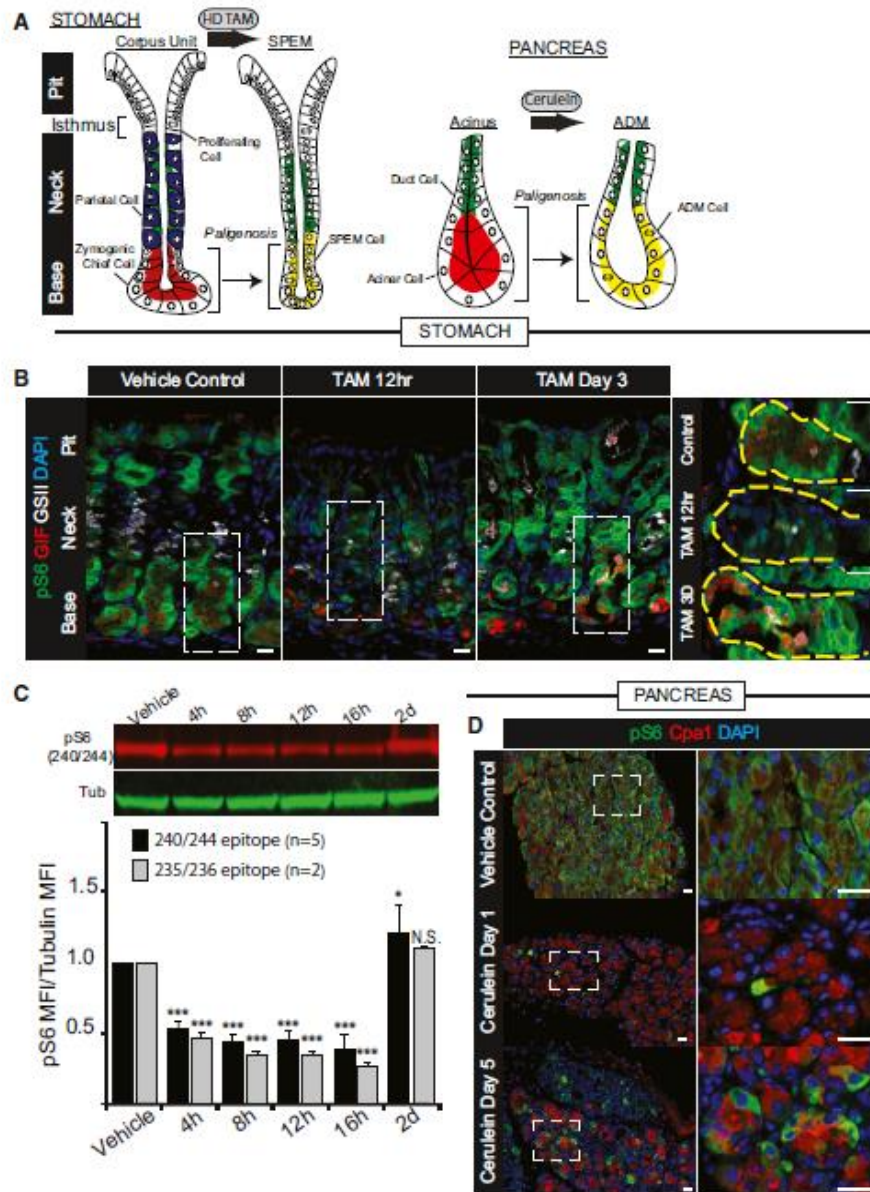 A
STOMACH
HD TAM
Corpus Unit
SPEM
PANCREAS
Cerulein
Acinus
ADM
Pit
Isthmus
Proliferating
Cell
Neck
Duct Cell
Paligenosis
ADM Cell
Parietal Cell
Paligenosis
SPEM Cell
Zymogenic
Chief Cell
Base
Acinar Cell
STOMACH
B
Vehicle Control
TAM 12hr
TAM Day 3
pS6 GIF GSII DAPI
Pit
Neck
Base
Control
TAM 12hr
TAM 3D
C
Vehicle
4h
8h
12h
16h
2d
pS6
(240/244)
Tub
240/244 epitope (n=5)
235/236 epitope (n=2)
pS6 MFI/Tubulin MFI
1.5
1.0
0.5
***
***
***
***
***
***
***
***
*
N.S.
Vehicle
4h
8h
12h
16h
2d
PANCREAS
D
pS6 Cpa1 DAPI
Vehicle Control
Cerulein Day 1
Cerulein Day 5